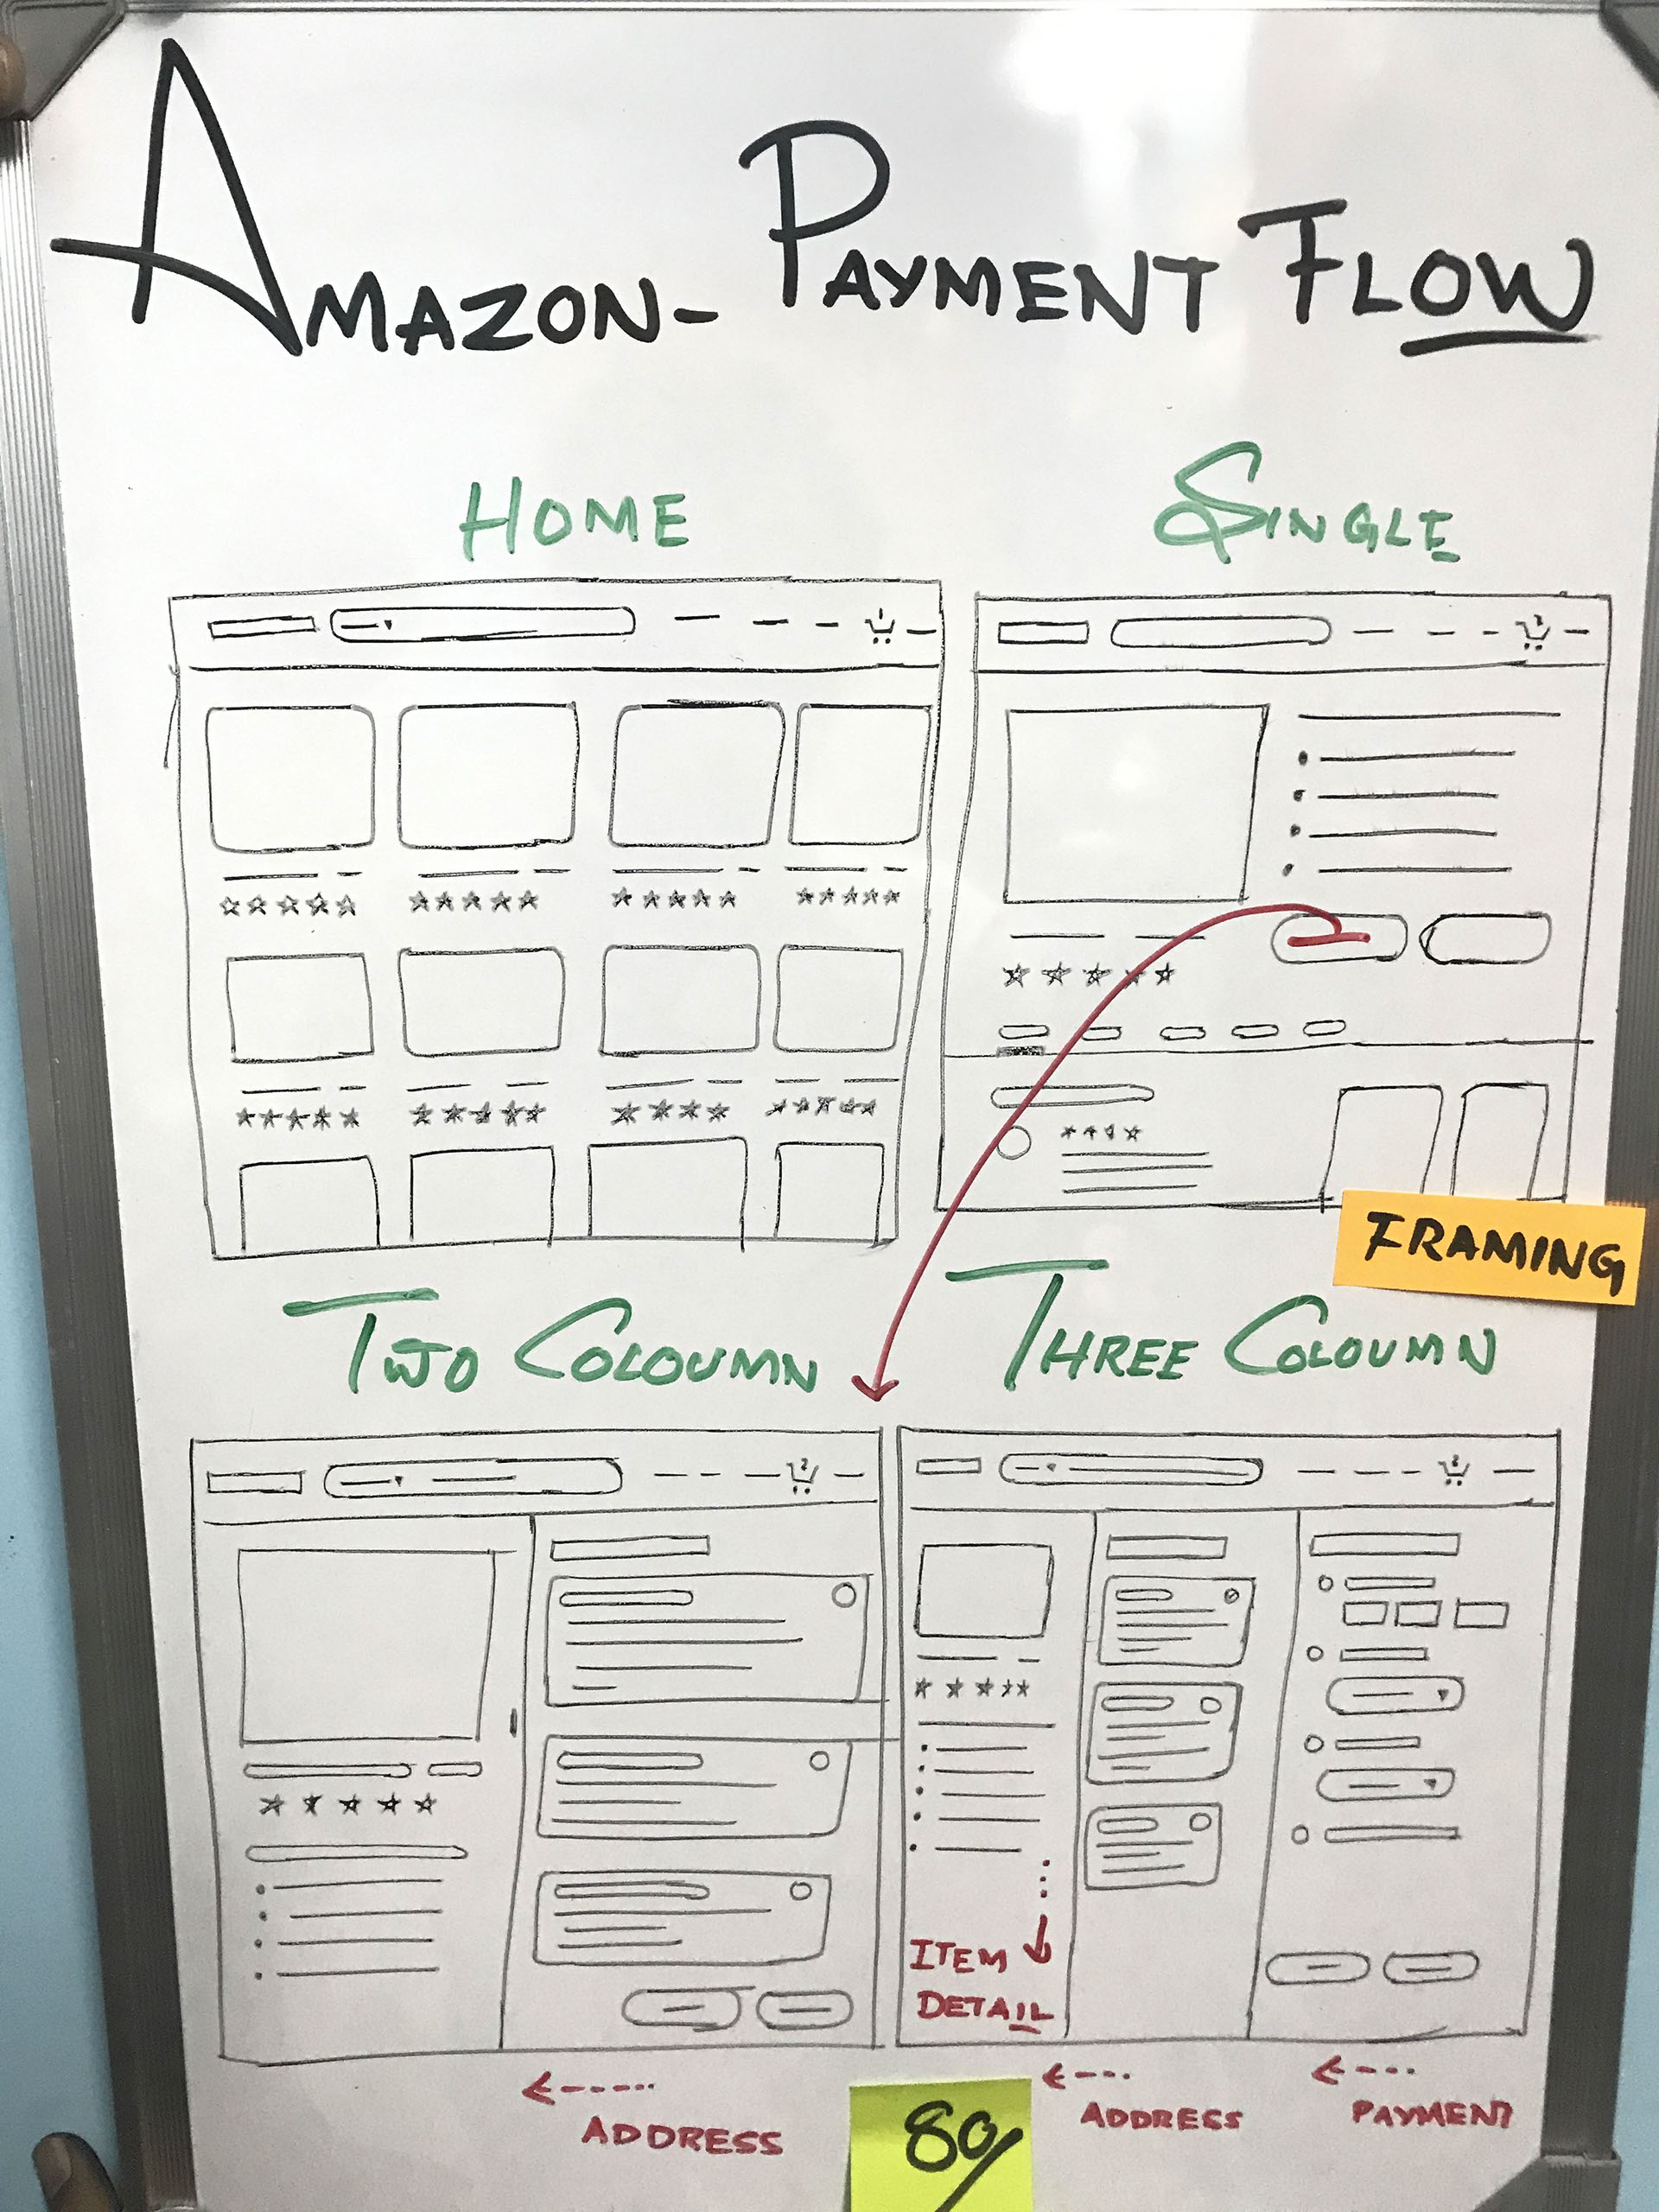 AMAZON- PAYMENT FLOW
HOME
SINGLE
FRAMING
TWO COLOUMN
THREE COLOUMN
ITEM
DETAIL
ADDRESS
ADDRESS
PAYMENT
80/